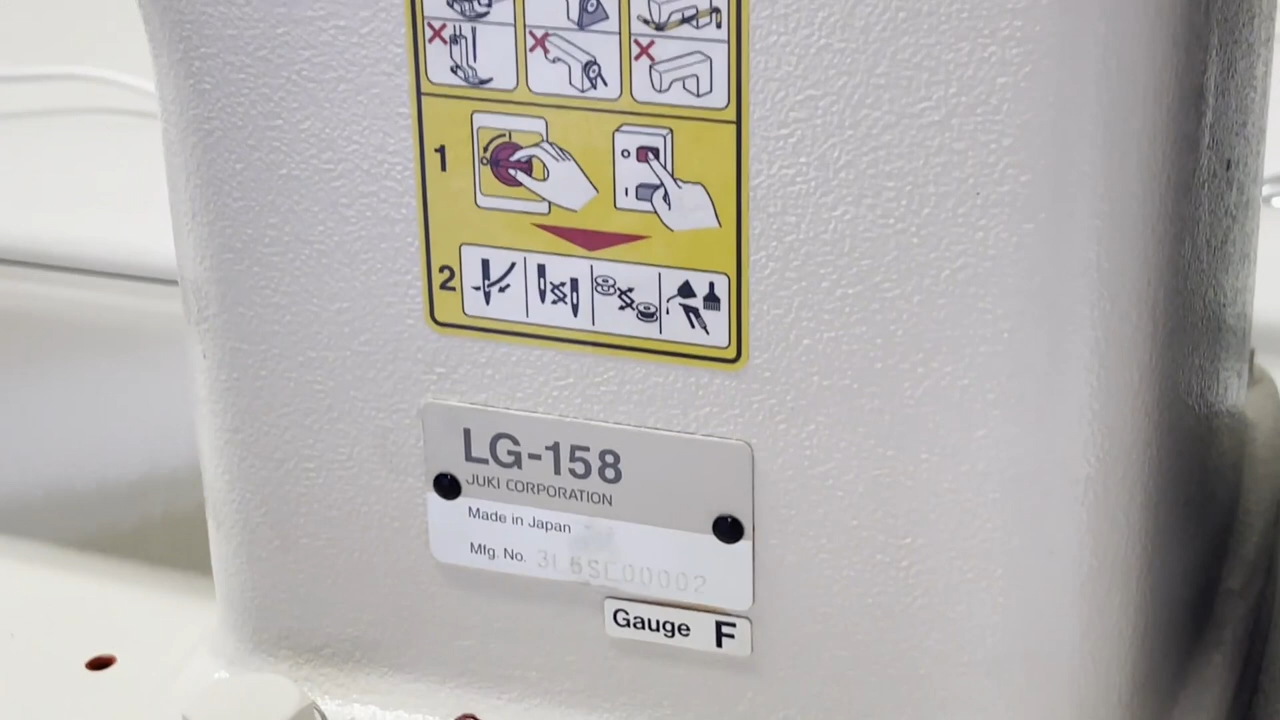 1
2
LG-158
JUKI CORPORATION
Made in Japan
Mfg. No.
Gauge F